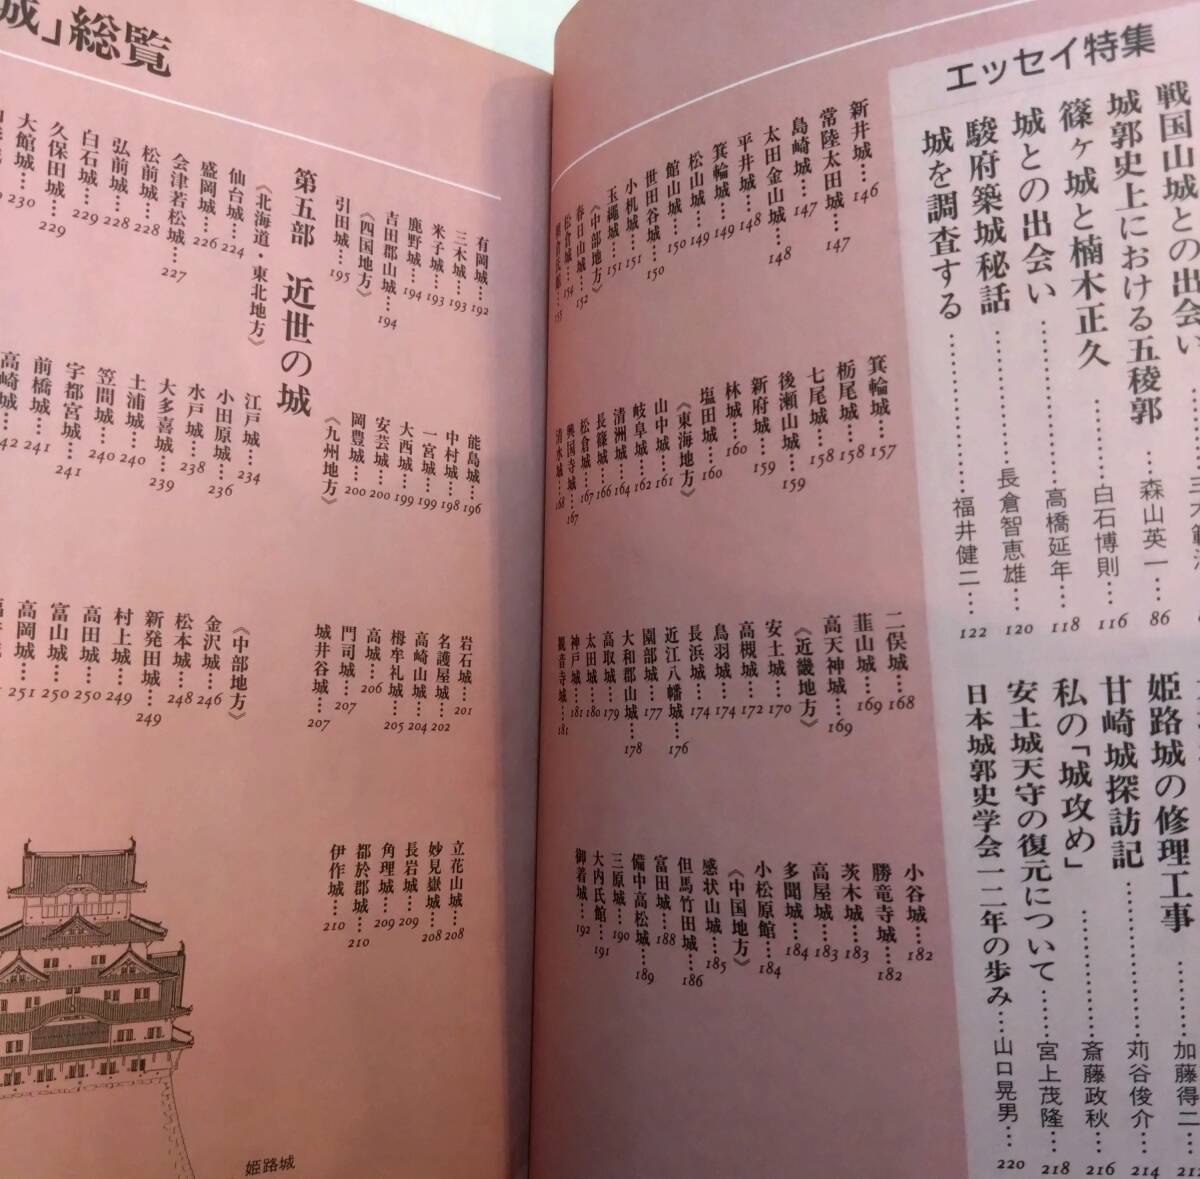 エッセイ特集
戦国山城との出会い
城郭史上における五稜郭……森山英一…86
篠ヶ城と楠木正久……白石博則…116
城との出会い……高橋延年…118
駿府築城秘話……長倉智恵雄…120
城を調査する……福井健二…122
姫路城の修理工事……加藤得二…212
甘崎城探訪記……苅谷俊介…214
私の「城攻め」……斎藤政秋…216
安土城天守の復元について……宮上茂隆…218
日本城郭史学会一二年の歩み…山口晃男…220
新井城…146
常陸太田城…147
島崎城…147
太田金山城…148
平井城…148
箕輪城…149
松山城…149
館山城…150
世田谷城…150
小机城…151
玉縄城…151
《中部地方》
春日山城…152
松倉城…154
箕輪城…157
栃尾城…158
七尾城…158
後瀬山城…159
新府城…159
林城…160
塩田城…160
《東海地方》
山中城…161
岐阜城…162
清洲城…164
長篠城…166
松倉城…167
興国寺城…167
清水城…168
二俣城…168
韮山城…169
高天神城…169
《近畿地方》
安土城…170
高槻城…172
鳥羽城…174
長浜城…174
近江八幡城…176
園部城…177
大和郡山城…178
高取城…179
太田城…180
神戸城…181
観音寺城…181
小谷城…182
勝竜寺城…182
茨木城…183
高屋城…183
多聞城…184
小松原館…184
《中国地方》
感状山城…185
但馬竹田城…186
富田城…188
備中高松城…189
三原城…190
大内氏館…191
御着城…192
城」総覧
有岡城…192
三木城…193
米子城…193
鹿野城…194
吉田郡山城…194
《四国地方》
引田城…195
能島城…196
中村城…198
一宮城…199
大西城…199
安芸城…200
岡豊城…200
《九州地方》
岩石城…201
名護屋城…202
高崎山城…204
栂牟礼城…205
高城…206
門司城…207
城井谷城…207
立花山城…208
妙見嶽城…208
長岩城…209
角理城…209
都於郡城…210
伊作城…210
第五部 近世の城
《北海道・東北地方》
仙台城…224
盛岡城…226
会津若松城…227
松前城…228
弘前城…228
白石城…229
久保田城…229
大館城…230
江戸城…234
小田原城…236
水戸城…238
大多喜城…239
土浦城…240
笠間城…240
宇都宮城…241
前橋城…241
高崎城…242
《中部地方》
金沢城…246
松本城…248
新発田城…249
村上城…249
高田城…250
富山城…250
高岡城…251
姫路城